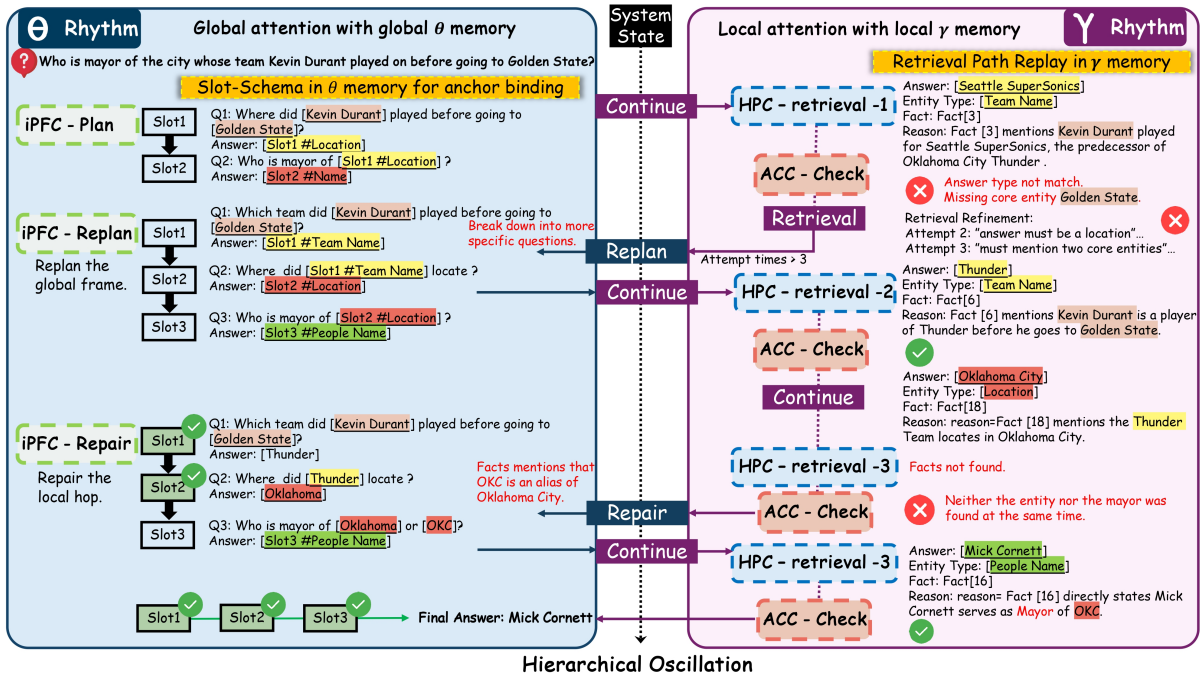 θ Rhythm
Global attention with global θ memory
System
State
Local attention with local γ memory
γ Rhythm
? Who is mayor of the city whose team Kevin Durant played on before going to Golden State?
Slot-Schema in θ memory for anchor binding
iPFC - Plan
Slot1
Slot2
Q1: Where did [Kevin Durant] played before going to
[Golden State]?
Answer: [Slot1 #Location]
Q2: Who is mayor of [Slot1 #Location] ?
Answer: [Slot2 #Name]
iPFC - Replan
Replan the
global frame.
Slot1
Slot2
Slot3
Q1: Which team did [Kevin Durant] played before going to
[Golden State]?
Answer: [Slot1 #Team Name]
Q2: Where did [Slot1 #Team Name] locate ?
Answer: [Slot2 #Location]
Q3: Who is mayor of [Slot2 #Location] ?
Answer: [Slot3 #People Name]
Break down into more
specific questions.
iPFC - Repair
Repair the
local hop.
Slot1
Slot2
Slot3
Q1: Which team did [Kevin Durant] played before going to
[Golden State]?
Answer: [Thunder]
Q2: Where did [Thunder] locate ?
Answer: [Oklahoma]
Q3: Who is mayor of [Oklahoma] or [OKC]?
Answer: [Slot3 #People Name]
Facts mentions that
OKC is an alias of
Oklahoma City.
Slot1
Slot2
Slot3
Final Answer: Mick Cornett
Continue
Replan
Continue
Repair
Continue
Retrieval Path Replay in γ memory
HPC - retrieval -1
ACC - Check
Retrieval
Attempt times > 3
HPC - retrieval -2
ACC - Check
Continue
HPC - retrieval -3
ACC - Check
HPC - retrieval -3
ACC - Check
Answer: [Seattle SuperSonics]
Entity Type: [Team Name]
Fact: Fact[3]
Reason: Fact [3] mentions Kevin Durant played
for Seattle SuperSonics, the predecessor of
Oklahoma City Thunder .
Answer type not match.
Missing core entity Golden State.
Retrieval Refinement:
Attempt 2: "answer must be a location"...
Attempt 3: "must mention two core entities"...
Answer: [Thunder]
Entity Type: [Team Name]
Fact: Fact[6]
Reason: Fact [6] mentions Kevin Durant is a player
of Thunder before he goes to Golden State.
Answer: [Oklahoma City]
Entity Type: [Location]
Fact: Fact[18]
Reason: reason=Fact [18] mentions the Thunder
Team locates in Oklahoma City.
Facts not found.
Neither the entity nor the mayor was
found at the same time.
Answer: [Mick Cornett]
Entity Type: [People Name]
Fact: Fact[16]
Reason: reason= Fact [16] directly states Mick
Cornett serves as Mayor of OKC.
Hierarchical Oscillation